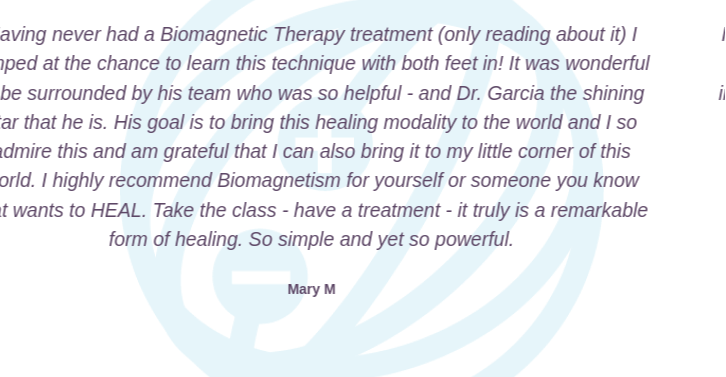 aving never had a Biomagnetic Therapy treatment (only reading about it) I
nped at the chance to learn this technique with both feet in! It was wonderful
be surrounded by his team who was so helpful - and Dr. Garcia the shining
tar that he is. His goal is to bring this healing modality to the world and I so
admire this and am grateful that I can also bring it to my little corner of this
orld. I highly recommend Biomagnetism for yourself or someone you know
at wants to HEAL. Take the class - have a treatment - it truly is a remarkable
form of healing. So simple and yet so powerful.
Mary M